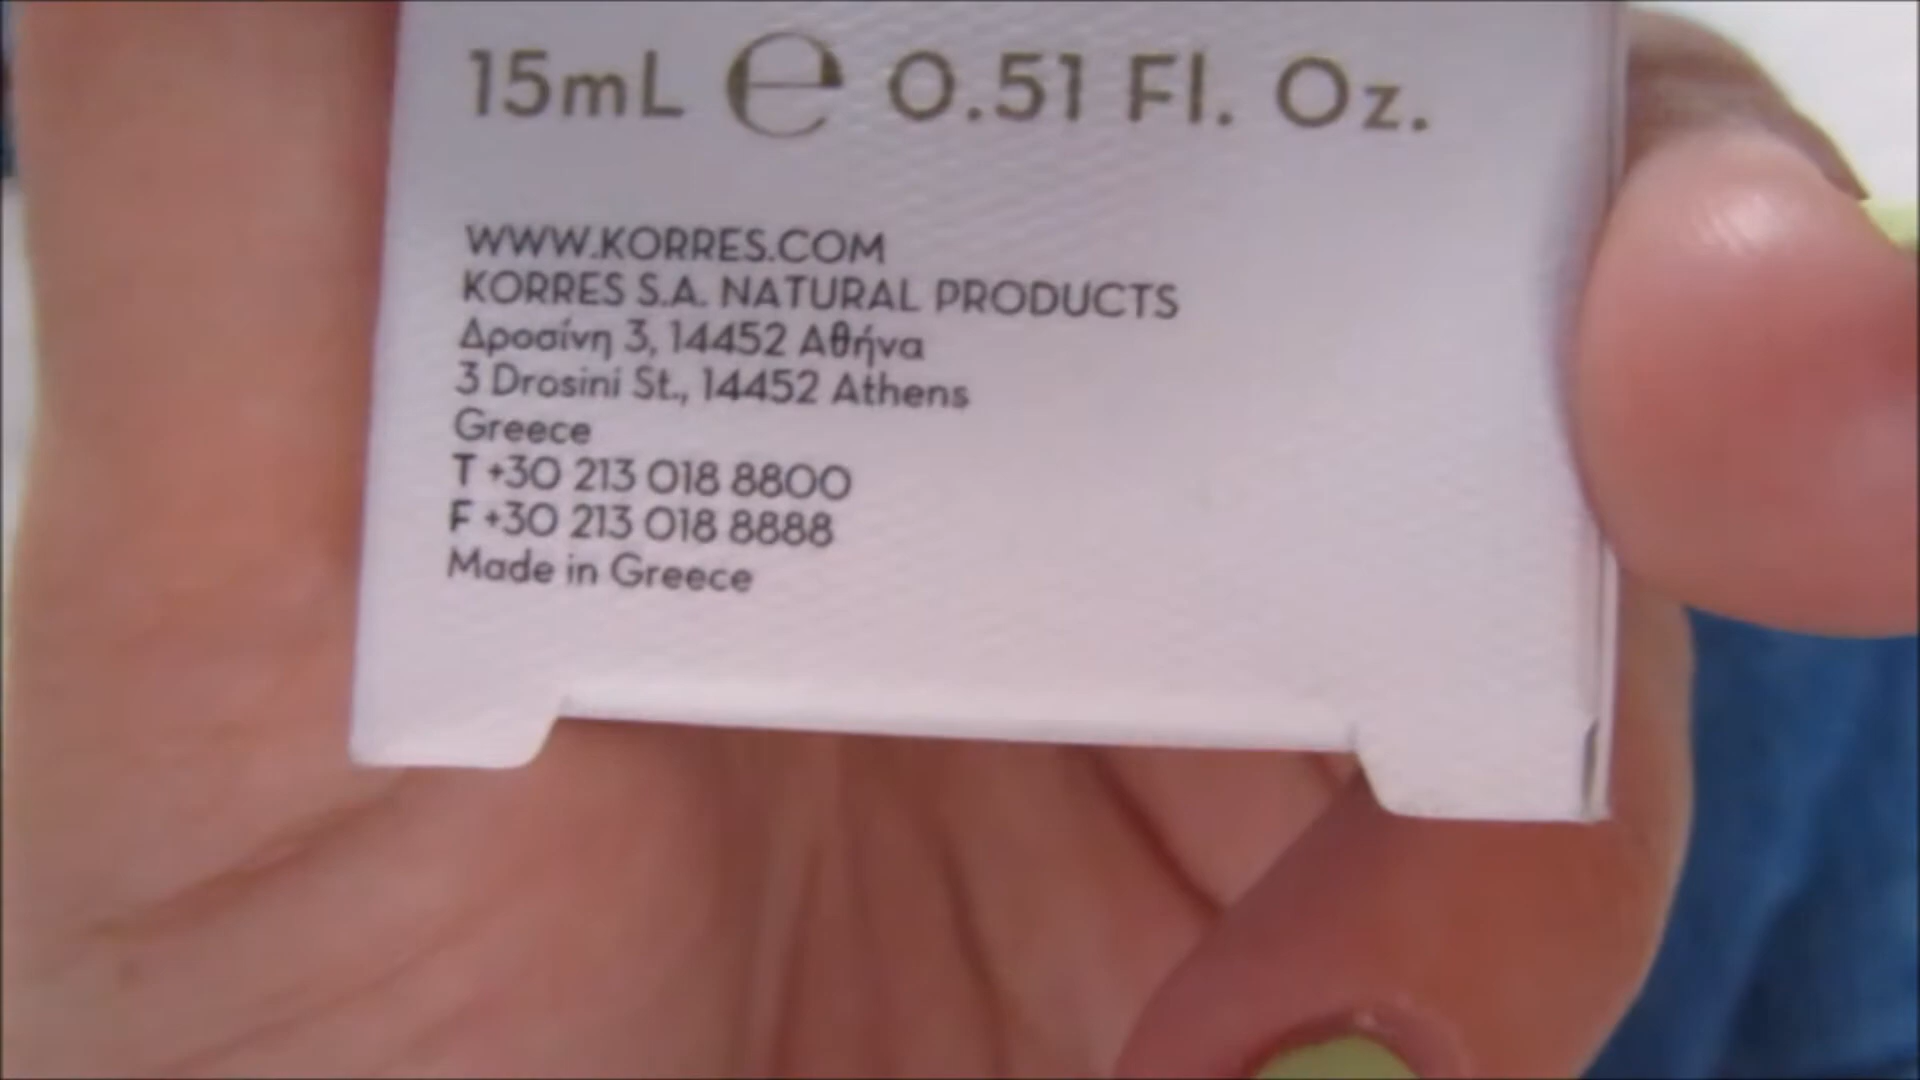 15mL ℮ 0.51 Fl. Oz.
WWW.KORRES.COM
KORRES S.A. NATURAL PRODUCTS
Δροσίνη 3, 14452 Αθήνα
3 Drosini St., 14452 Athens
Greece
T +30 213 018 8800
F +30 213 018 8888
Made in Greece